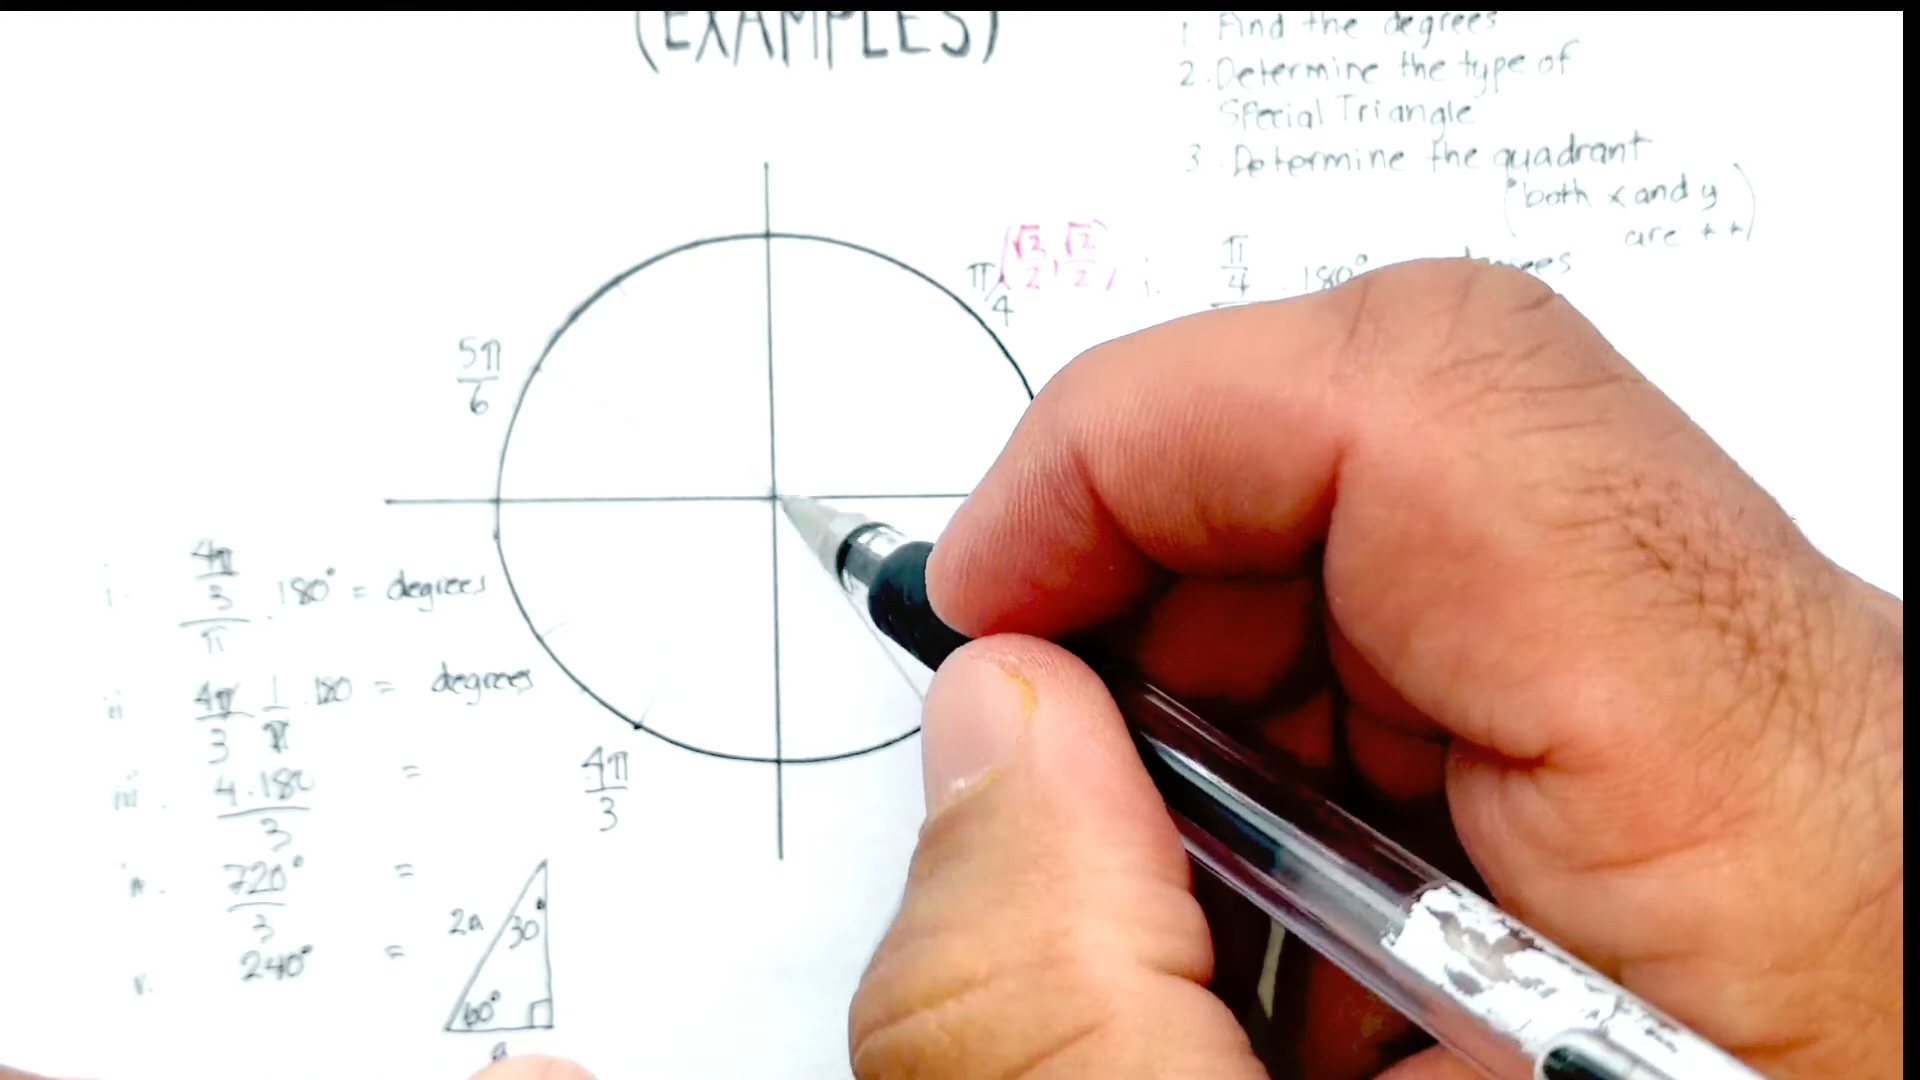 (EXAMPLES)
1. Find the degrees
2. Determine the type of
Special Triangle
3. Determine the quadrant
(both x and y
are + +)
π/4 (√2/2, √2/2)
i. π/4 . 180° degrees
5π/6
i. 4π/3 / π . 180° = degrees
ii 4π/3 . 1/π . 180 = degrees
iii. 4.180/3 =
iv. 720°/3 =
v. 240° =
4π/3
2a
30°
60°
a